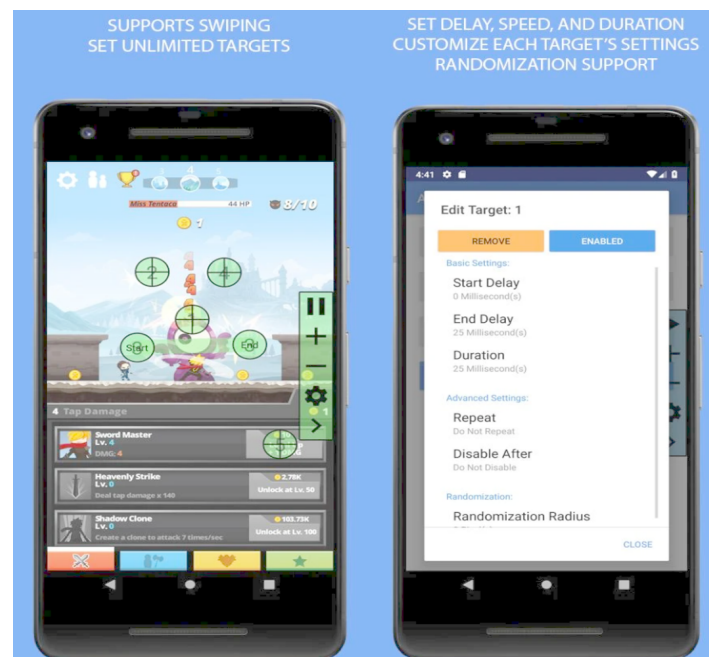 SUPPORTS SWIPING
SET UNLIMITED TARGETS
4
Miss Tentaca
44 HP
8/10
1
2
4
1
Start
End
4 Tap Damage
1
Sword Master
Lv. 4
DMG: 4
5
Heavenly Strike
Lv. 0
Deal tap damage x 140
2.78K
Unlock at Lv. 50
Shadow Clone
Lv. 0
Create a clone to attack 7 times/sec
103.73K
Unlock at Lv. 100
SET DELAY, SPEED, AND DURATION
CUSTOMIZE EACH TARGET'S SETTINGS
RANDOMIZATION SUPPORT
4:41
Edit Target: 1
REMOVE
ENABLED
Basic Settings:
Start Delay
0 Millisecond(s)
End Delay
25 Millisecond(s)
Duration
25 Millisecond(s)
Advanced Settings:
Repeat
Do Not Repeat
Disable After
Do Not Disable
Randomization:
Randomization Radius
CLOSE